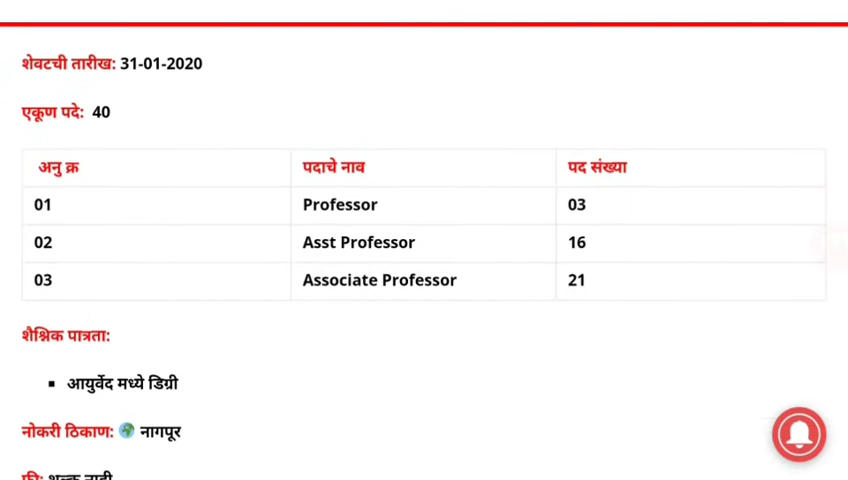 शेवटची तारीख: 31-01-2020
एकूण पदे: 40
अनु क्र पदाचे नाव पद संख्या
01 Professor 03
02 Asst Professor 16
03 Associate Professor 21
शैश्निक पात्रता:
▪ आयुर्वेद मध्ये डिग्री
नोकरी ठिकाण: 🌍 नागपूर
फी: शुल्क नाही